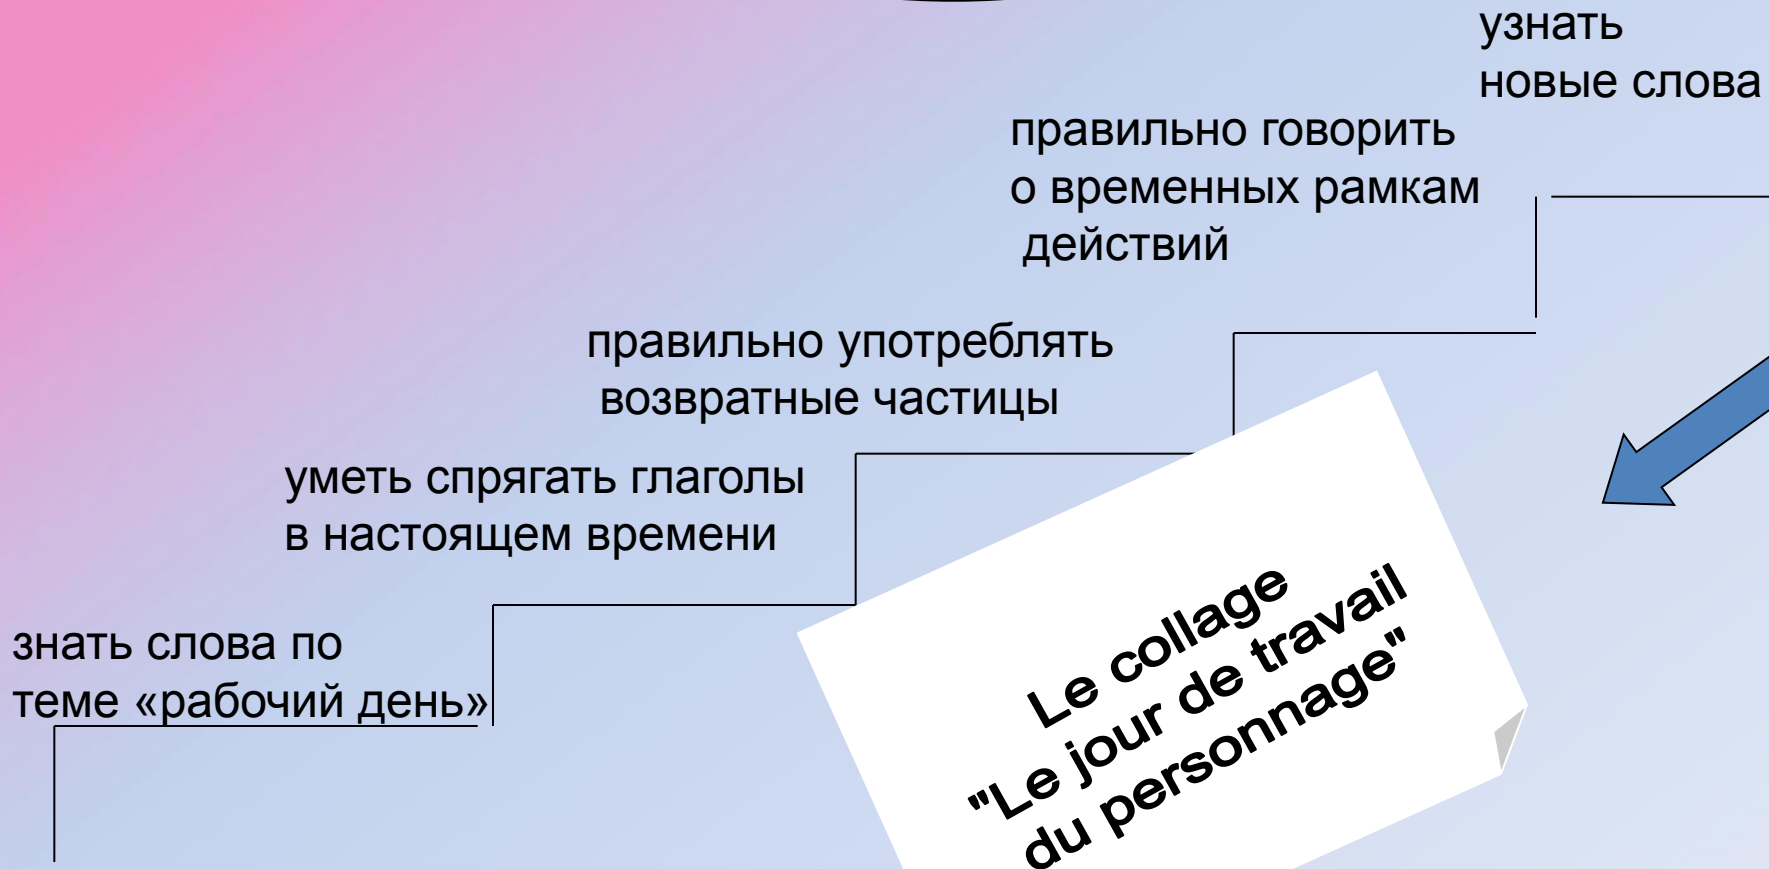 узнать
новые слова
правильно говорить
о временных рамкам
действий
правильно употреблять
возвратные частицы
уметь спрягать глаголы
в настоящем времени
знать слова по
теме «рабочий день»
Le collage
"Le jour de travail
du personnage"